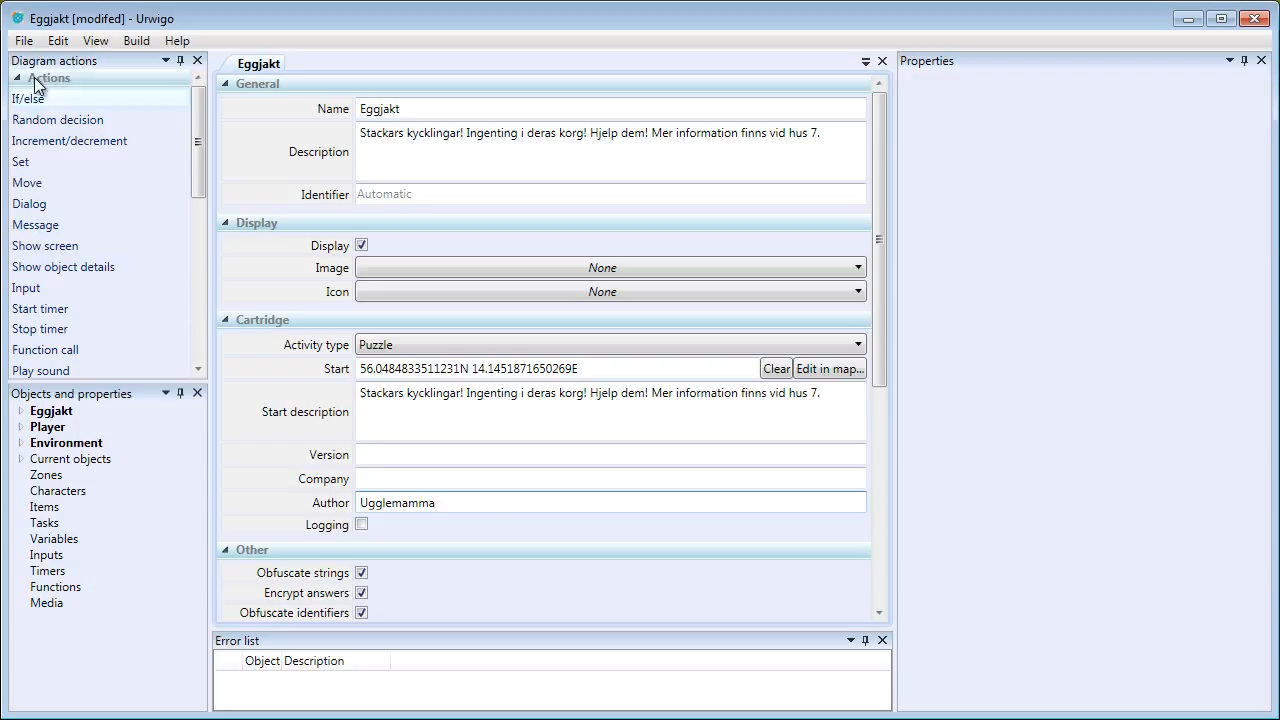 Eggjakt [modifed] - Urwigo
File Edit View Build Help
Diagram actions
Actions
If/else
Random decision
Increment/decrement
Set
Move
Dialog
Message
Show screen
Show object details
Input
Start timer
Stop timer
Function call
Play sound
Objects and properties
Eggjakt
Player
Environment
Current objects
Zones
Characters
Items
Tasks
Variables
Inputs
Timers
Functions
Media
Eggjakt
General
Name Eggjakt
Description Stackars kycklingar! Ingenting i deras korg! Hjelp dem! Mer information finns vid hus 7.
Identifier Automatic
Display
Display
Image None
Icon None
Cartridge
Activity type Puzzle
Start 56.0484833511231N 14.1451871650269E Clear Edit in map...
Start description Stackars kycklingar! Ingenting i deras korg! Hjelp dem! Mer information finns vid hus 7.
Version
Company
Author Ugglemamma
Logging
Other
Obfuscate strings
Encrypt answers
Obfuscate identifiers
Error list
Object Description
Properties